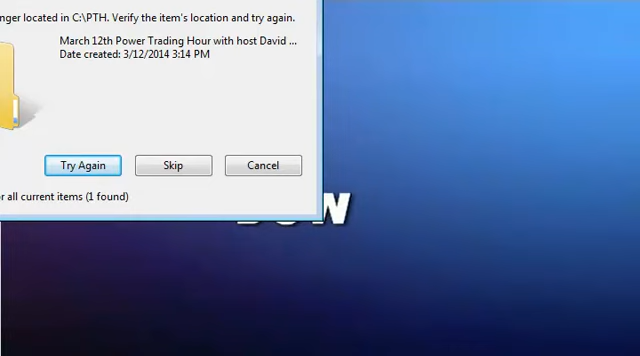 nger located in C:\PTH. Verify the item's location and try again.
March 12th Power Trading Hour with host David ...
Date created: 3/12/2014 3:14 PM
Try Again
Skip
Cancel
or all current items (1 found)